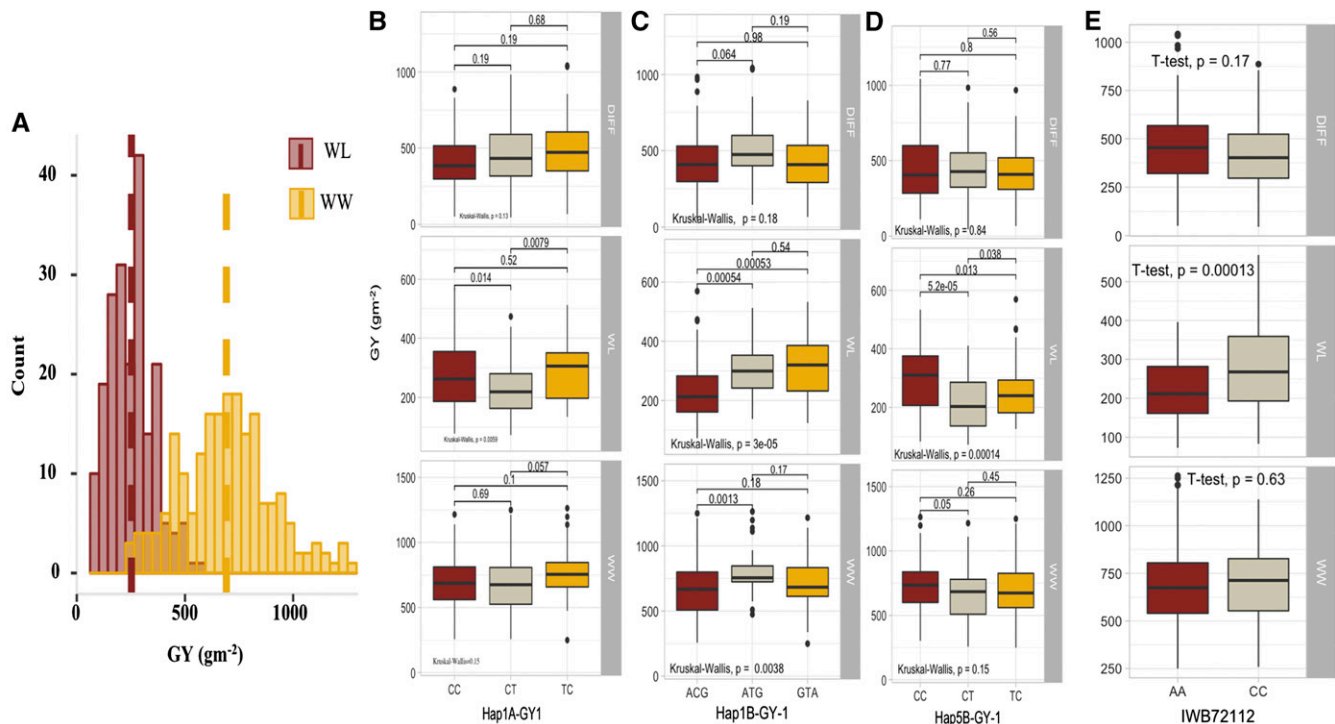 A
WL
WW
40
30
20
10
0
Count
0 500 1000
GY (gm-2)
B
0.68
0.19
0.19
1000
500
0
Kruskal-Wallis, p = 0.13
DIFF
0.0079
0.52
0.014
600
400
200
Kruskal-Wallis, p = 0.0059
WL
GY (gm-2)
0.057
0.1
0.69
1500
1000
500
0
Kruskal-Wallis=0.15
WW
CC CT TC
Hap1A-GY1
C
0.19
0.98
0.064
1000
500
0
Kruskal-Wallis, p = 0.18
DIFF
0.54
0.00053
0.00054
600
400
200
Kruskal-Wallis, p = 3e-05
WL
0.17
0.18
0.0013
1500
1000
500
0
Kruskal-Wallis, p = 0.0038
WW
ACG ATG GTA
Hap1B-GY-1
D
0.56
0.8
0.77
1000
500
0
Kruskal-Wallis, p = 0.84
DIFF
0.038
0.013
5.2e-05
600
400
200
Kruskal-Wallis, p = 0.00014
WL
0.45
0.26
0.05
1500
1000
500
0
Kruskal-Wallis, p = 0.15
WW
CC CT TC
Hap5B-GY-1
E
T-test, p = 0.17
1000
750
500
250
0
DIFF
T-test, p = 0.00013
500
400
300
200
100
WL
T-test, p = 0.63
1250
1000
750
500
250
WW
AA CC
IWB72112